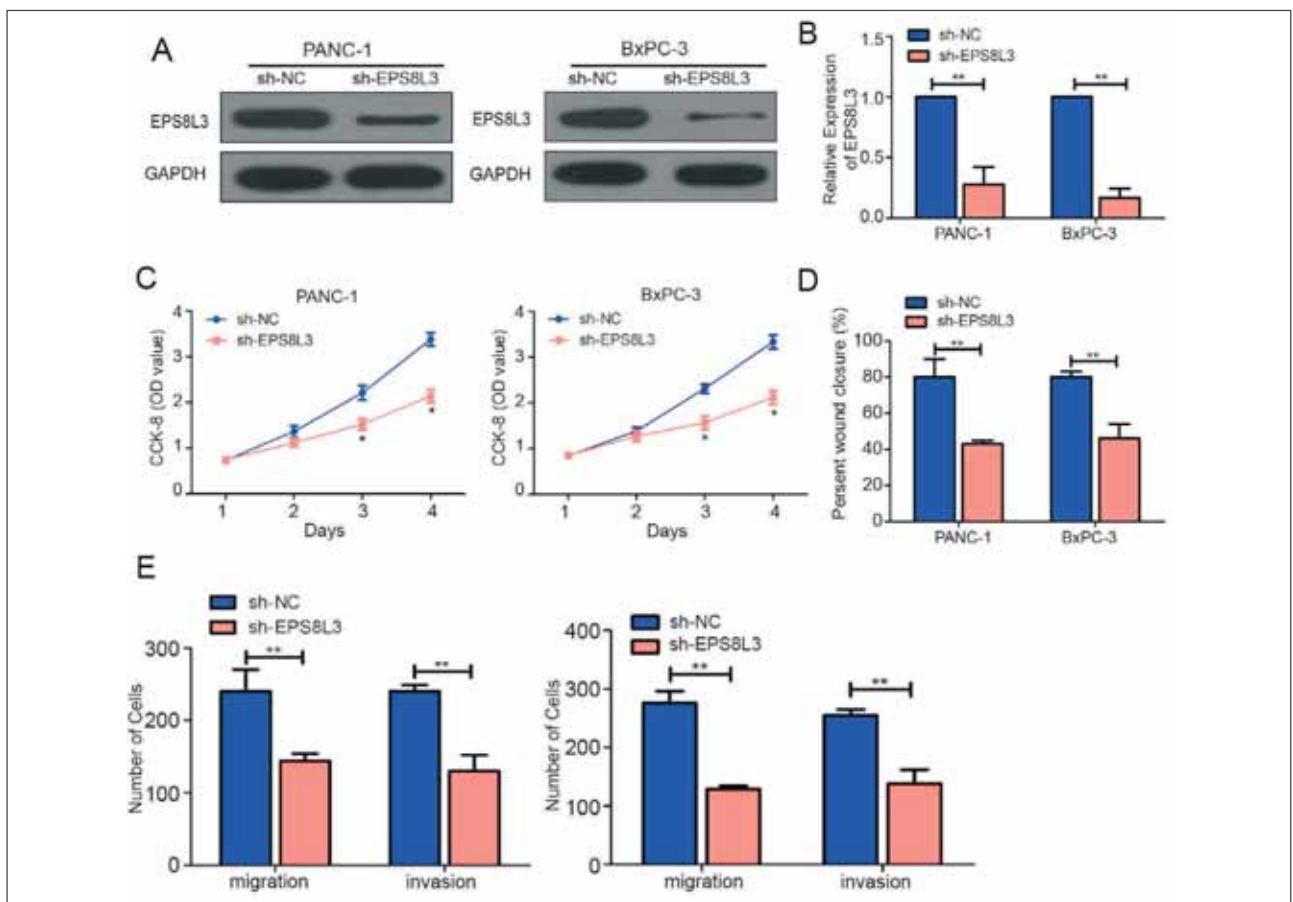 A
PANC-1
sh-NC sh-EPS8L3
EPS8L3
GAPDH
BxPC-3
sh-NC sh-EPS8L3
EPS8L3
GAPDH
B
sh-NC
sh-EPS8L3
Relative Expression
of EPS8L3
1.5
1.0
0.5
0.0
** **
PANC-1 BxPC-3
C
PANC-1
sh-NC
sh-EPS8L3
CCK-8 (OD value)
4
3
2
1
0
* *
1 2 3 4
Days
BxPC-3
sh-NC
sh-EPS8L3
CCK-8 (OD value)
4
3
2
1
0
* *
1 2 3 4
Days
D
sh-NC
sh-EPS8L3
Persent wound closure (%)
100
80
60
40
20
0
** **
PANC-1 BxPC-3
E
sh-NC
sh-EPS8L3
Number of Cells
300
200
100
0
** **
migration invasion
sh-NC
sh-EPS8L3
Number of Cells
400
300
200
100
0
** **
migration invasion